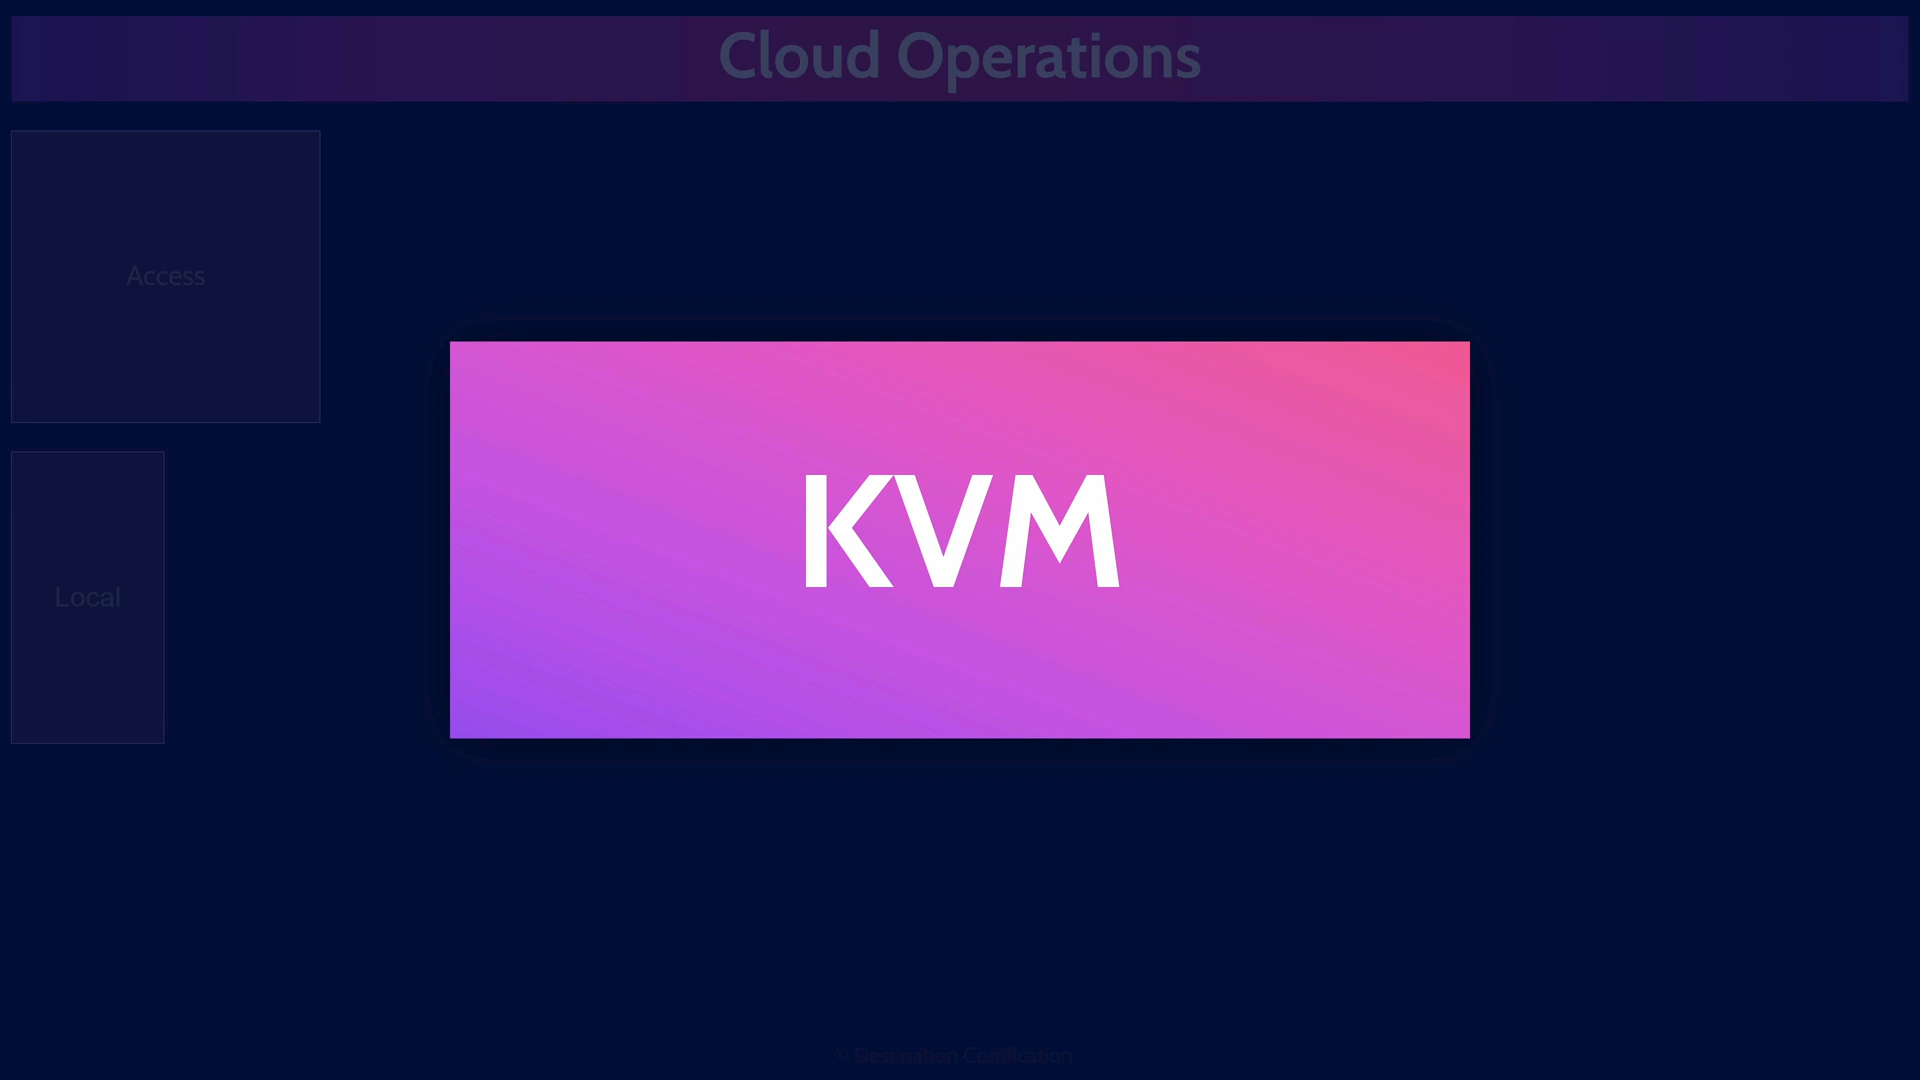 Cloud Operations
Access
KVM
Local
© Destination Certification